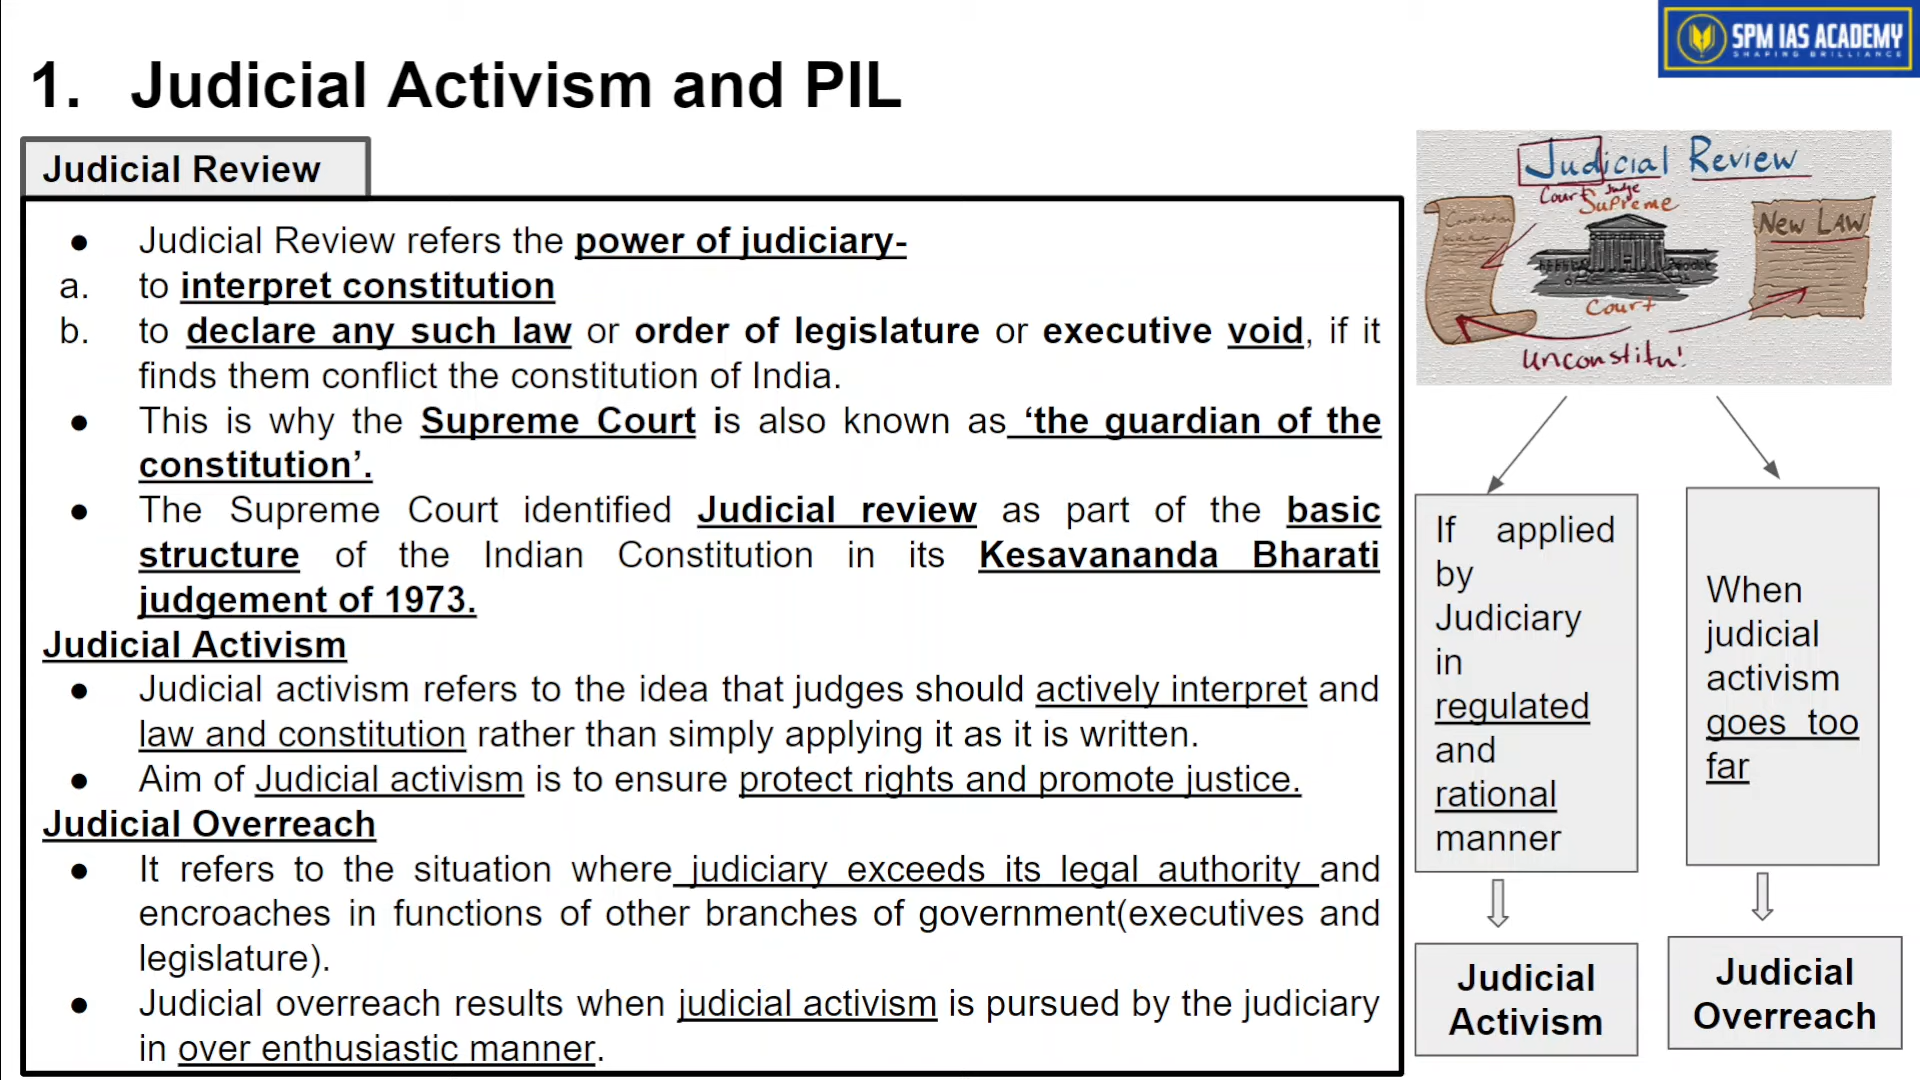 SPM IAS ACADEMY
SHAPING BRILLIANCE
1. Judicial Activism and PIL
Judicial Review
● Judicial Review refers the power of judiciary-
a. to interpret constitution
b. to declare any such law or order of legislature or executive void, if it
finds them conflict the constitution of India.
● This is why the Supreme Court is also known as ‘the guardian of the
constitution’.
● The Supreme Court identified Judicial review as part of the basic
structure of the Indian Constitution in its Kesavananda Bharati
judgement of 1973.
Judicial Activism
● Judicial activism refers to the idea that judges should actively interpret and
law and constitution rather than simply applying it as it is written.
● Aim of Judicial activism is to ensure protect rights and promote justice.
Judicial Overreach
● It refers to the situation where judiciary exceeds its legal authority and
encroaches in functions of other branches of government(executives and
legislature).
● Judicial overreach results when judicial activism is pursued by the judiciary
in over enthusiastic manner.
Judicial Review
Court Judge
Supreme
Constitution
New Law
Court
Unconstitu!
If applied
by
Judiciary
in
regulated
and
rational
manner
When
judicial
activism
goes too
far
Judicial
Activism
Judicial
Overreach